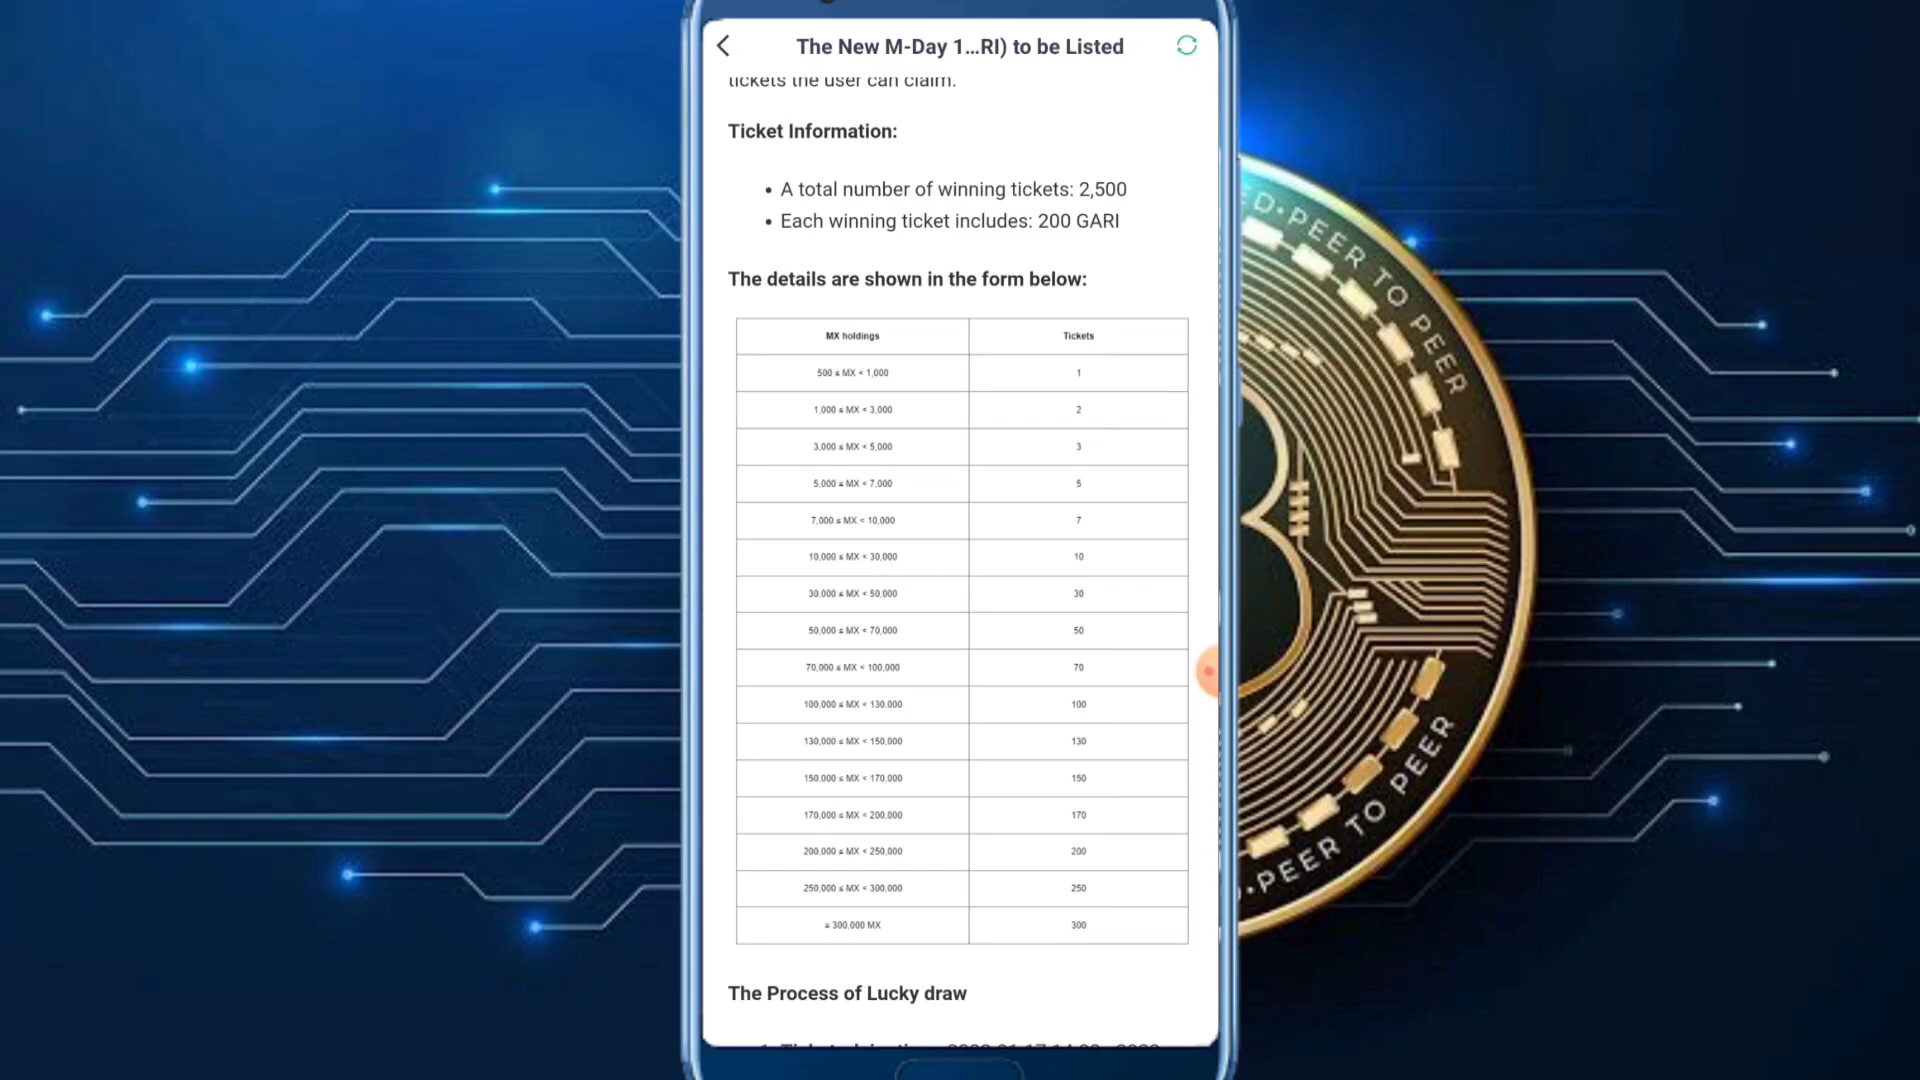 The New M-Day 1...RI) to be Listed
tickets the user can claim.
Ticket Information:
• A total number of winning tickets: 2,500
• Each winning ticket includes: 200 GARI
The details are shown in the form below:
MX holdings Tickets
500 ≤ MX < 1,000 1
1,000 ≤ MX < 3,000 2
3,000 ≤ MX < 5,000 3
5,000 ≤ MX < 7,000 5
7,000 ≤ MX < 10,000 7
10,000 ≤ MX < 30,000 10
30,000 ≤ MX < 50,000 30
50,000 ≤ MX < 70,000 50
70,000 ≤ MX < 100,000 70
100,000 ≤ MX < 130,000 100
130,000 ≤ MX < 150,000 130
150,000 ≤ MX < 170,000 150
170,000 ≤ MX < 200,000 170
200,000 ≤ MX < 250,000 200
250,000 ≤ MX < 300,000 250
≥ 300,000 MX 300
The Process of Lucky draw
PEER TO PEER
PEER TO PEER